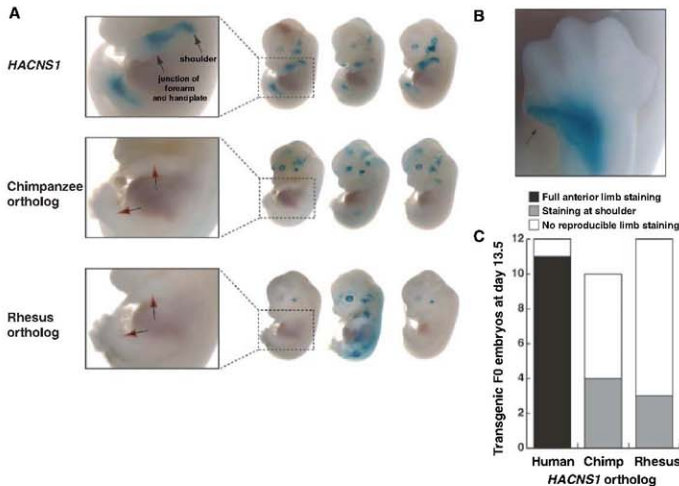 A
HACNS1
shoulder
junction of
forearm
and handplate
Chimpanzee
ortholog
Rhesus
ortholog
B
Full anterior limb staining
Staining at shoulder
No reproducible limb staining
C
Transgenic F0 embryos at day 13.5
12
10
8
6
4
2
0
Human Chimp Rhesus
HACNS1 ortholog